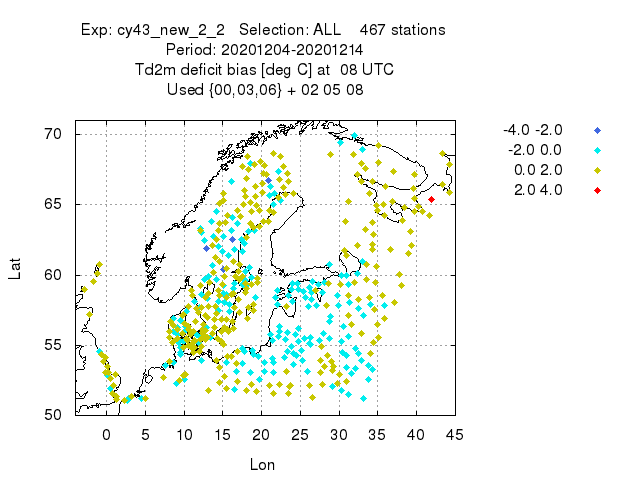 Exp: cy43_new_2_2 Selection: ALL 467 stations
Period: 20201204-20201214
Td2m deficit bias [deg C] at 08 UTC
Used {00,03,06} + 02 05 08
-4.0 -2.0
-2.0 0.0
0.0 2.0
2.0 4.0
70
65
60
55
50
Lat
0 5 10 15 20 25 30 35 40 45
Lon